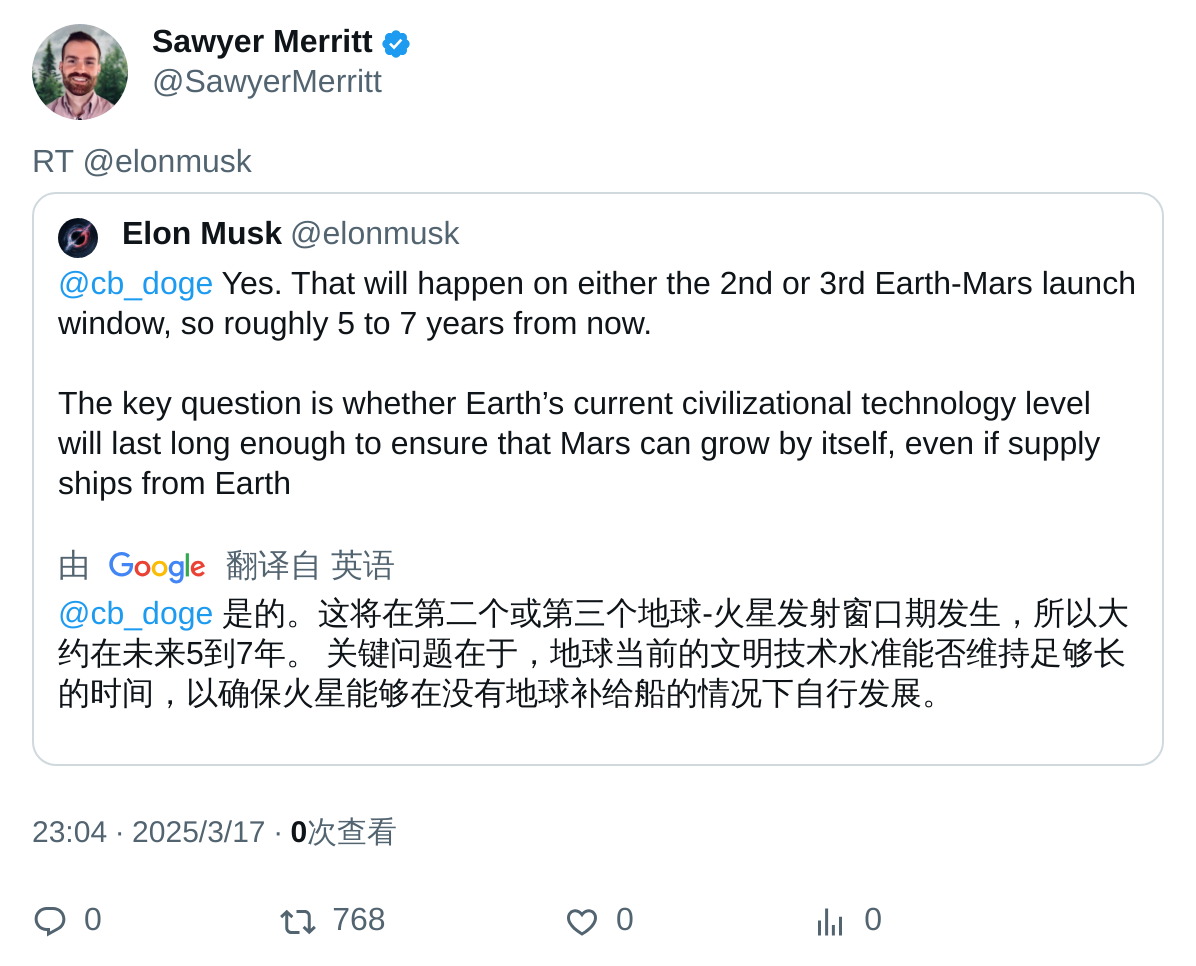 Sawyer Merritt
@SawyerMerritt
RT @elonmusk
Elon Musk @elonmusk
@cb_doge Yes. That will happen on either the 2nd or 3rd Earth-Mars launch
window, so roughly 5 to 7 years from now.
The key question is whether Earth’s current civilizational technology level
will last long enough to ensure that Mars can grow by itself, even if supply
ships from Earth
由 Google 翻译自 英语
@cb_doge 是的。这将在第二个或第三个地球-火星发射窗口期发生，所以大
约在未来5到7年。 关键问题在于，地球当前的文明技术水准能否维持足够长
的时间，以确保火星能够在没有地球补给船的情况下自行发展。
23:04 · 2025/3/17 · 0次查看
0 768 0 0